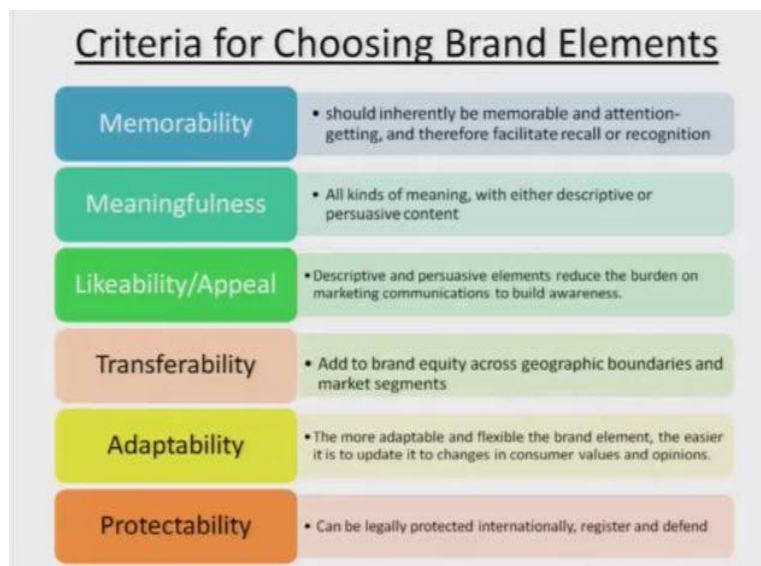 Criteria for Choosing Brand Elements
Memorability
• should inherently be memorable and attention-
getting, and therefore facilitate recall or recognition
Meaningfulness
• All kinds of meaning, with either descriptive or
persuasive content
Likeability/Appeal
• Descriptive and persuasive elements reduce the burden on
marketing communications to build awareness.
Transferability
• Add to brand equity across geographic boundaries and
market segments
Adaptability
• The more adaptable and flexible the brand element, the easier
it is to update it to changes in consumer values and opinions.
Protectability
• Can be legally protected internationally, register and defend